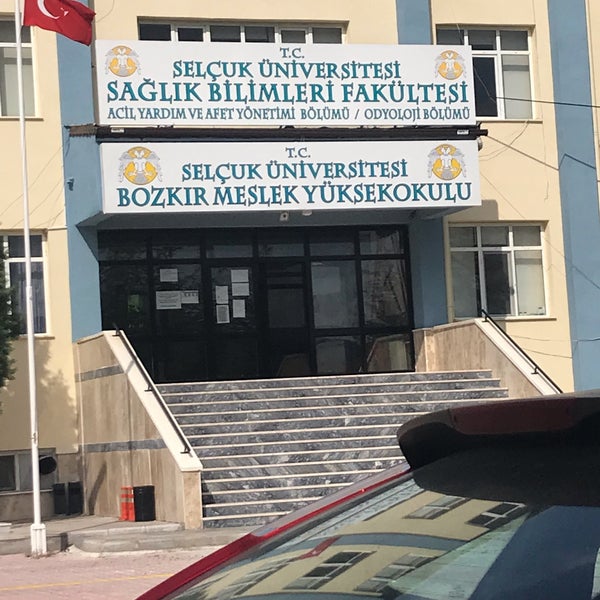 T.C.
SELÇUK ÜNİVERSİTESİ
SAĞLIK BİLİMLERİ FAKÜLTESİ
ACİL YARDIM VE AFET YÖNETİMİ BÖLÜMÜ / ODYOLOJİ BÖLÜMÜ
T.C.
SELÇUK ÜNİVERSİTESİ
BOZKIR MESLEK YÜKSEKOKULU